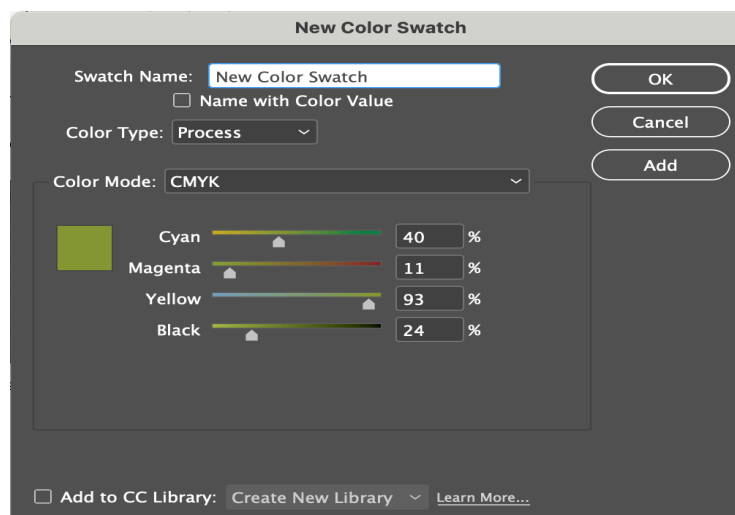 New Color Swatch
Swatch Name: New Color Swatch
Name with Color Value
Color Type: Process
Color Mode: CMYK
Cyan 40 %
Magenta 11 %
Yellow 93 %
Black 24 %
OK
Cancel
Add
Add to CC Library: Create New Library Learn More...